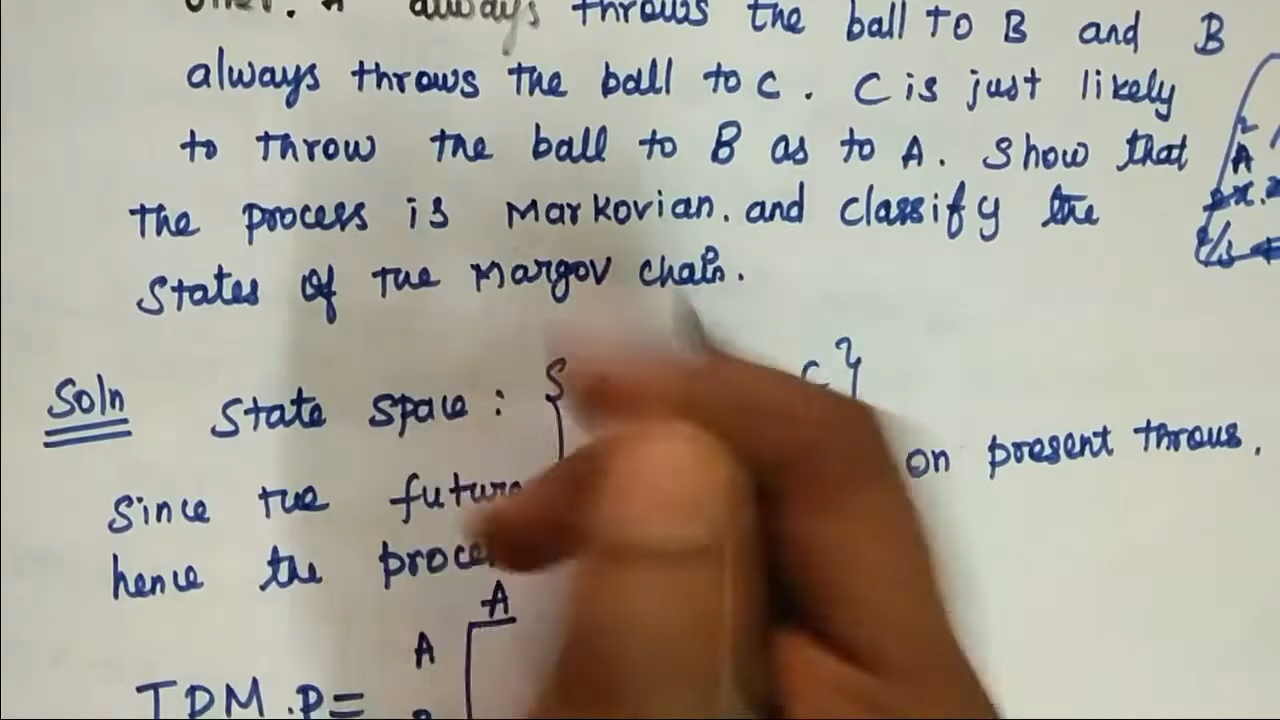 always throws the ball to B and B
always throws the ball to C. C is just likely
to throw the ball to B as to A. Show that
the process is Markovian. and classify the
states of the Margov chain.
Soln State space : { C}
on present throws.
Since the future
hence the proce
A
A
TPM .P=